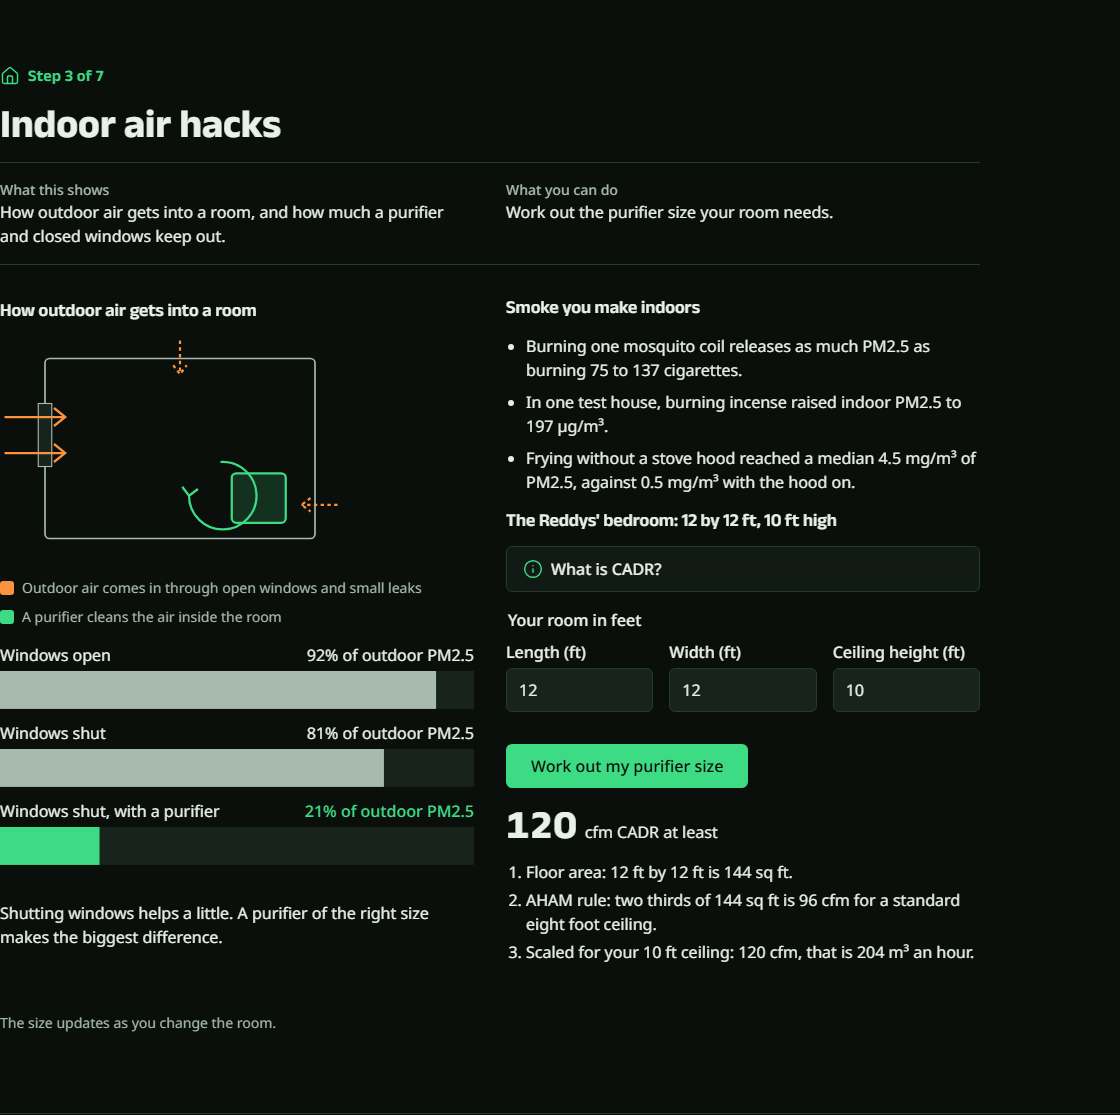 Step 3 of 7
Indoor air hacks
What this shows
How outdoor air gets into a room, and how much a purifier
and closed windows keep out.
What you can do
Work out the purifier size your room needs.
How outdoor air gets into a room
Outdoor air comes in through open windows and small leaks
A purifier cleans the air inside the room
Windows open 92% of outdoor PM2.5
Windows shut 81% of outdoor PM2.5
Windows shut, with a purifier 21% of outdoor PM2.5
Shutting windows helps a little. A purifier of the right size
makes the biggest difference.
Smoke you make indoors
• Burning one mosquito coil releases as much PM2.5 as
burning 75 to 137 cigarettes.
• In one test house, burning incense raised indoor PM2.5 to
197 µg/m³.
• Frying without a stove hood reached a median 4.5 mg/m³ of
PM2.5, against 0.5 mg/m³ with the hood on.
The Reddys' bedroom: 12 by 12 ft, 10 ft high
What is CADR?
Your room in feet
Length (ft) Width (ft) Ceiling height (ft)
12 12 10
Work out my purifier size
120 cfm CADR at least
1. Floor area: 12 ft by 12 ft is 144 sq ft.
2. AHAM rule: two thirds of 144 sq ft is 96 cfm for a standard
eight foot ceiling.
3. Scaled for your 10 ft ceiling: 120 cfm, that is 204 m³ an hour.
The size updates as you change the room.